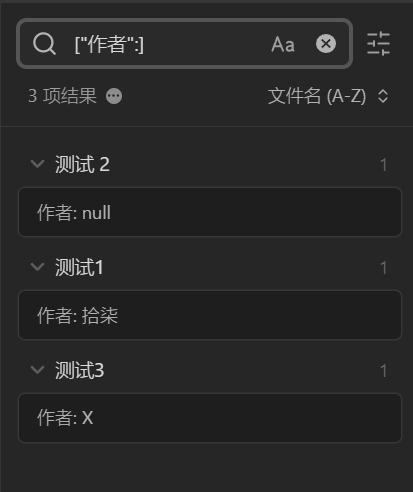 ["作者":]
Aa
3 项结果
文件名 (A-Z)
测试 2
1
作者: null
测试1
1
作者: 拾柒
测试3
1
作者: X